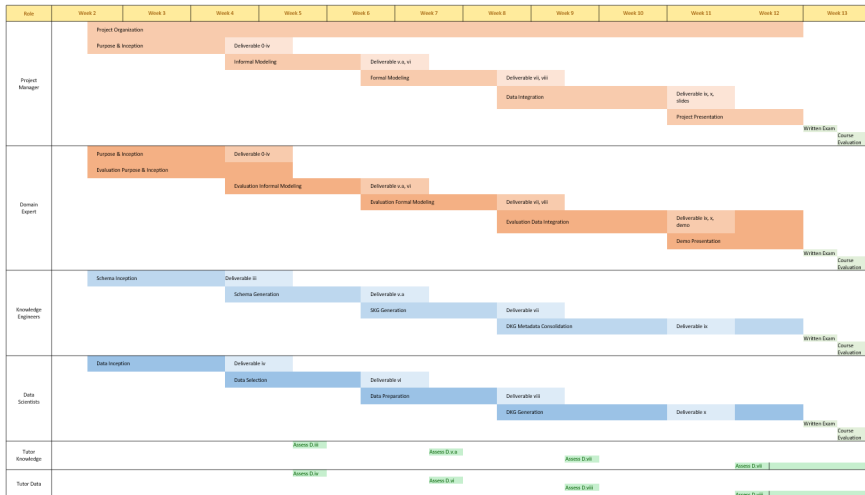 Role Week 2 Week 3 Week 4 Week 5 Week 6 Week 7 Week 8 Week 9 Week 10 Week 11 Week 12 Week 13
Project
Manager
Project Organization
Purpose & Inception Deliverable 0-iv
Informal Modeling Deliverable v.a, vi
Formal Modeling Deliverable vii, viii
Data Integration Deliverable ix, x,
slides
Project Presentation
Written Exam
Course
Evaluation
Domain
Expert
Purpose & Inception Deliverable 0-iv
Evaluation Purpose & Inception
Evaluation Informal Modeling Deliverable v.a, vi
Evaluation Formal Modeling Deliverable vii, viii
Evaluation Data Integration Deliverable ix, x,
demo
Demo Presentation
Written Exam
Course
Evaluation
Knowledge
Engineers
Schema Inception Deliverable iii
Schema Generation Deliverable v.a
SKG Generation Deliverable vii
DKG Metadata Consolidation Deliverable ix
Written Exam
Course
Evaluation
Data
Scientists
Data Inception Deliverable iv
Data Selection Deliverable vi
Data Preparation Deliverable viii
DKG Generation Deliverable x
Written Exam
Course
Evaluation
Tutor
Knowledge
Assess D.iii
Assess D.v.a
Assess D.vii
Assess D.vii
Tutor Data
Assess D.iv
Assess D.vi
Assess D.viii